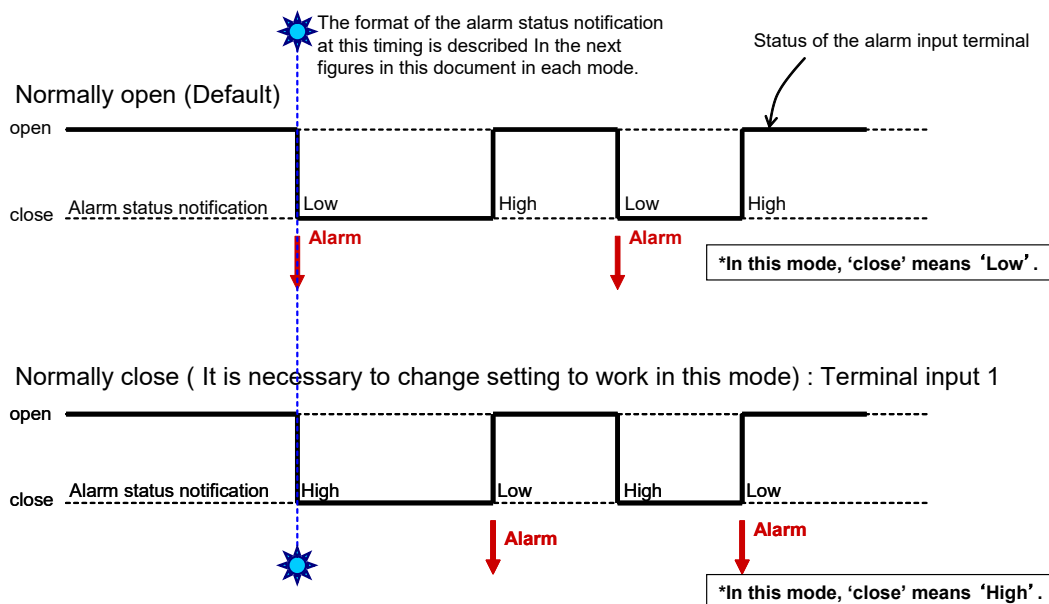 The format of the alarm status notification
at this timing is described In the next
figures in this document in each mode.
Status of the alarm input terminal
Normally open (Default)
open
close
Alarm status notification
Low
High
Low
High
Alarm
Alarm
*In this mode, ‘close’ means ‘Low’.
Normally close ( It is necessary to change setting to work in this mode) : Terminal input 1
open
close
Alarm status notification
High
Low
High
Low
Alarm
Alarm
*In this mode, ‘close’ means ‘High’.